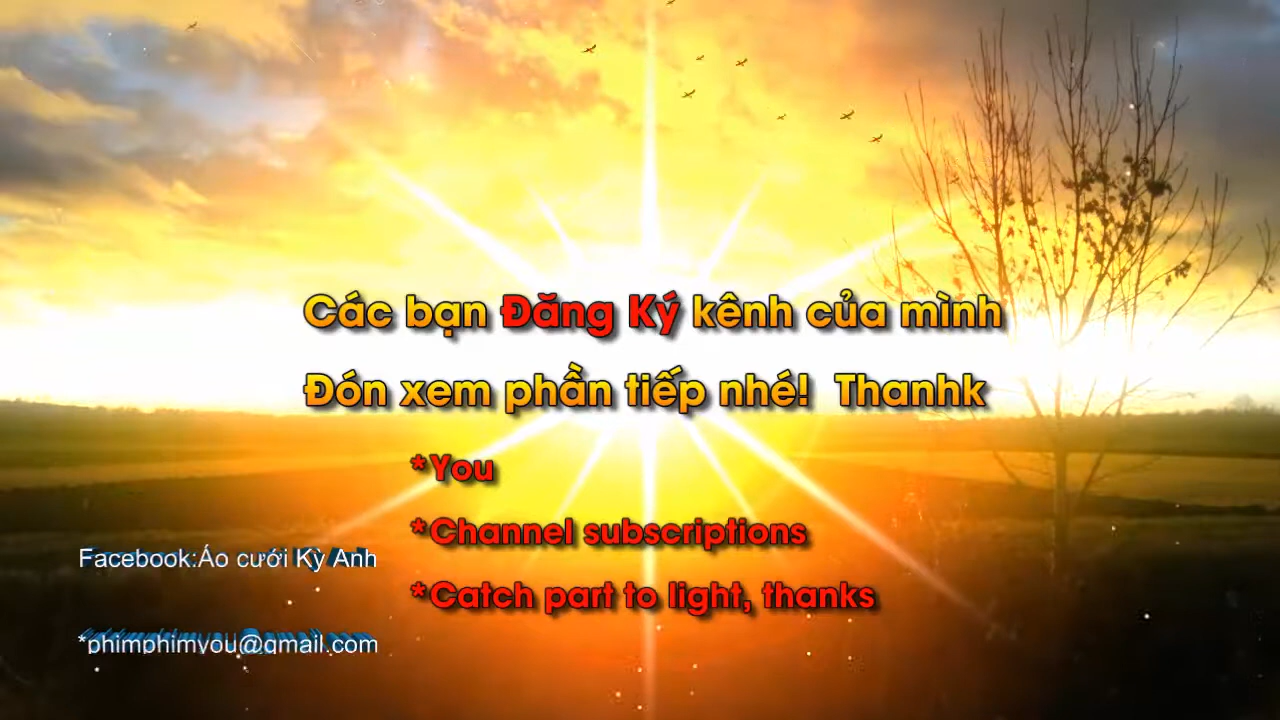 Các bạn Đăng Ký kênh của mình
Đón xem phần tiếp nhé! Thanhk
*You
*Channel subscriptions
*Catch part to light, thanks
Facebook:Áo cưới Kỳ Anh
*phimphimyou@gmail.com